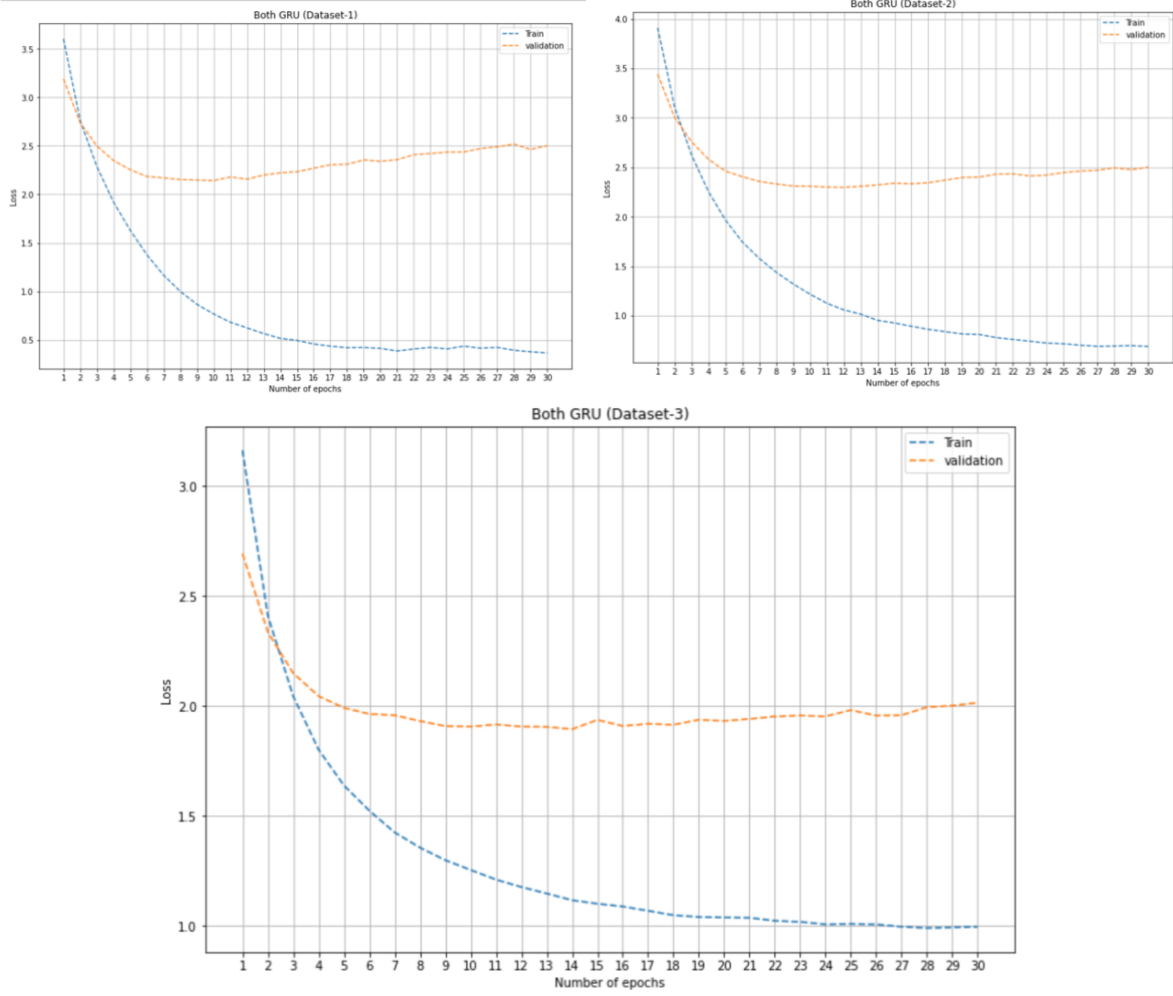 Both GRU (Dataset-1)
Train
validation
3.5
3.0
2.5
2.0
1.5
1.0
0.5
Loss
1 2 3 4 5 6 7 8 9 10 11 12 13 14 15 16 17 18 19 20 21 22 23 24 25 26 27 28 29 30
Number of epochs
Both GRU (Dataset-2)
Train
validation
4.0
3.5
3.0
2.5
2.0
1.5
1.0
Loss
1 2 3 4 5 6 7 8 9 10 11 12 13 14 15 16 17 18 19 20 21 22 23 24 25 26 27 28 29 30
Number of epochs
Both GRU (Dataset-3)
Train
validation
3.0
2.5
2.0
1.5
1.0
Loss
1 2 3 4 5 6 7 8 9 10 11 12 13 14 15 16 17 18 19 20 21 22 23 24 25 26 27 28 29 30
Number of epochs